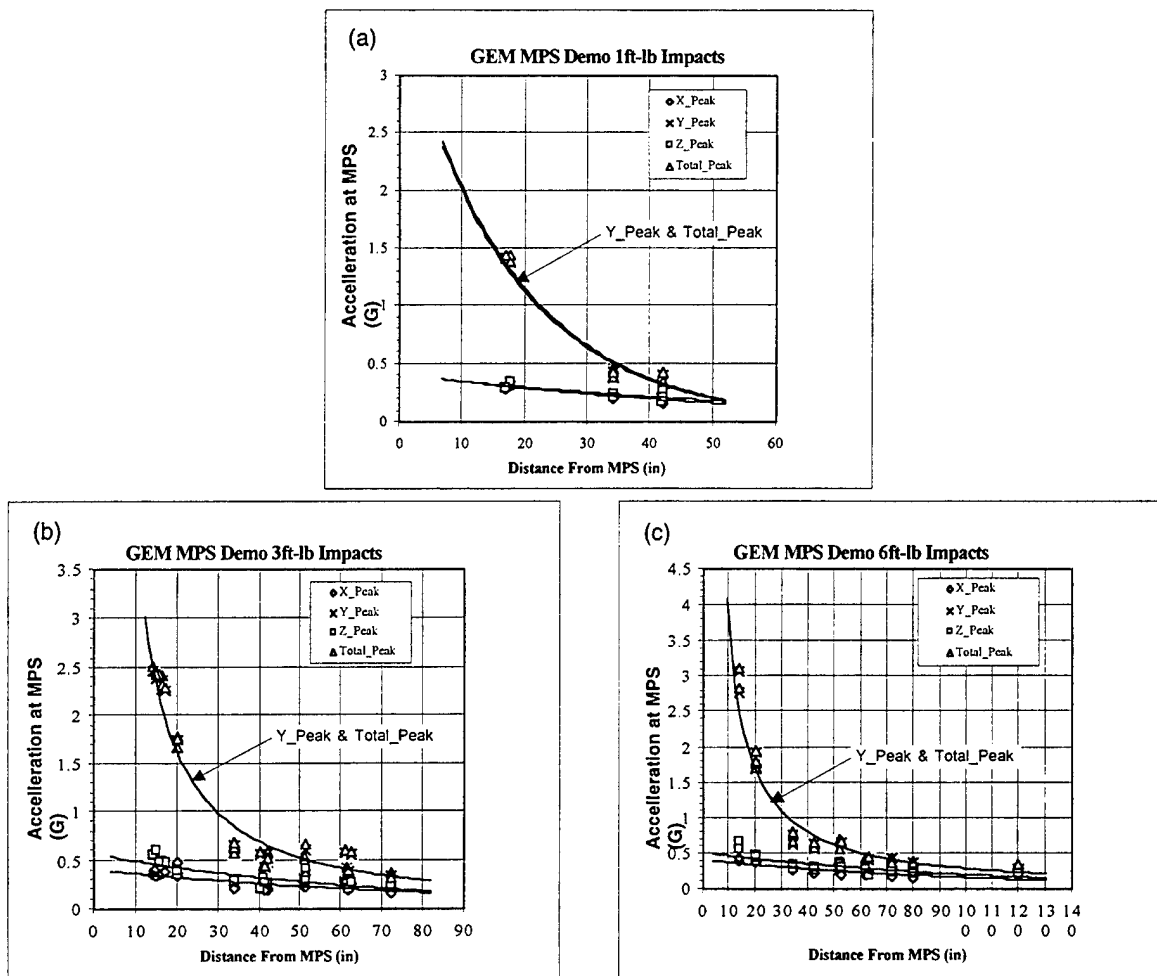 (a)
GEM MPS Demo 1ft-lb Impacts
3
2.5
2
1.5
1
0.5
0
X_Peak
Y_Peak
Z_Peak
Total_Peak
Y_Peak & Total_Peak
Accelleration at MPS
(G)
0 10 20 30 40 50 60
Distance From MPS (in)
(b)
GEM MPS Demo 3ft-lb Impacts
3.5
3
2.5
2
1.5
1
0.5
0
X_Peak
Y_Peak
Z_Peak
Total_Peak
Y_Peak & Total_Peak
Accelleration at MPS
(G)
0 10 20 30 40 50 60 70 80 90
Distance From MPS (in)
(c)
GEM MPS Demo 6ft-lb Impacts
4.5
4
3.5
3
2.5
2
1.5
1
0.5
0
X_Peak
Y_Peak
Z_Peak
Total_Peak
Y_Peak & Total_Peak
Accelleration at MPS
(G)
0 10 20 30 40 50 60 70 80 90 10 11 12 13 14
0 0 0 0 0
Distance From MPS (in)